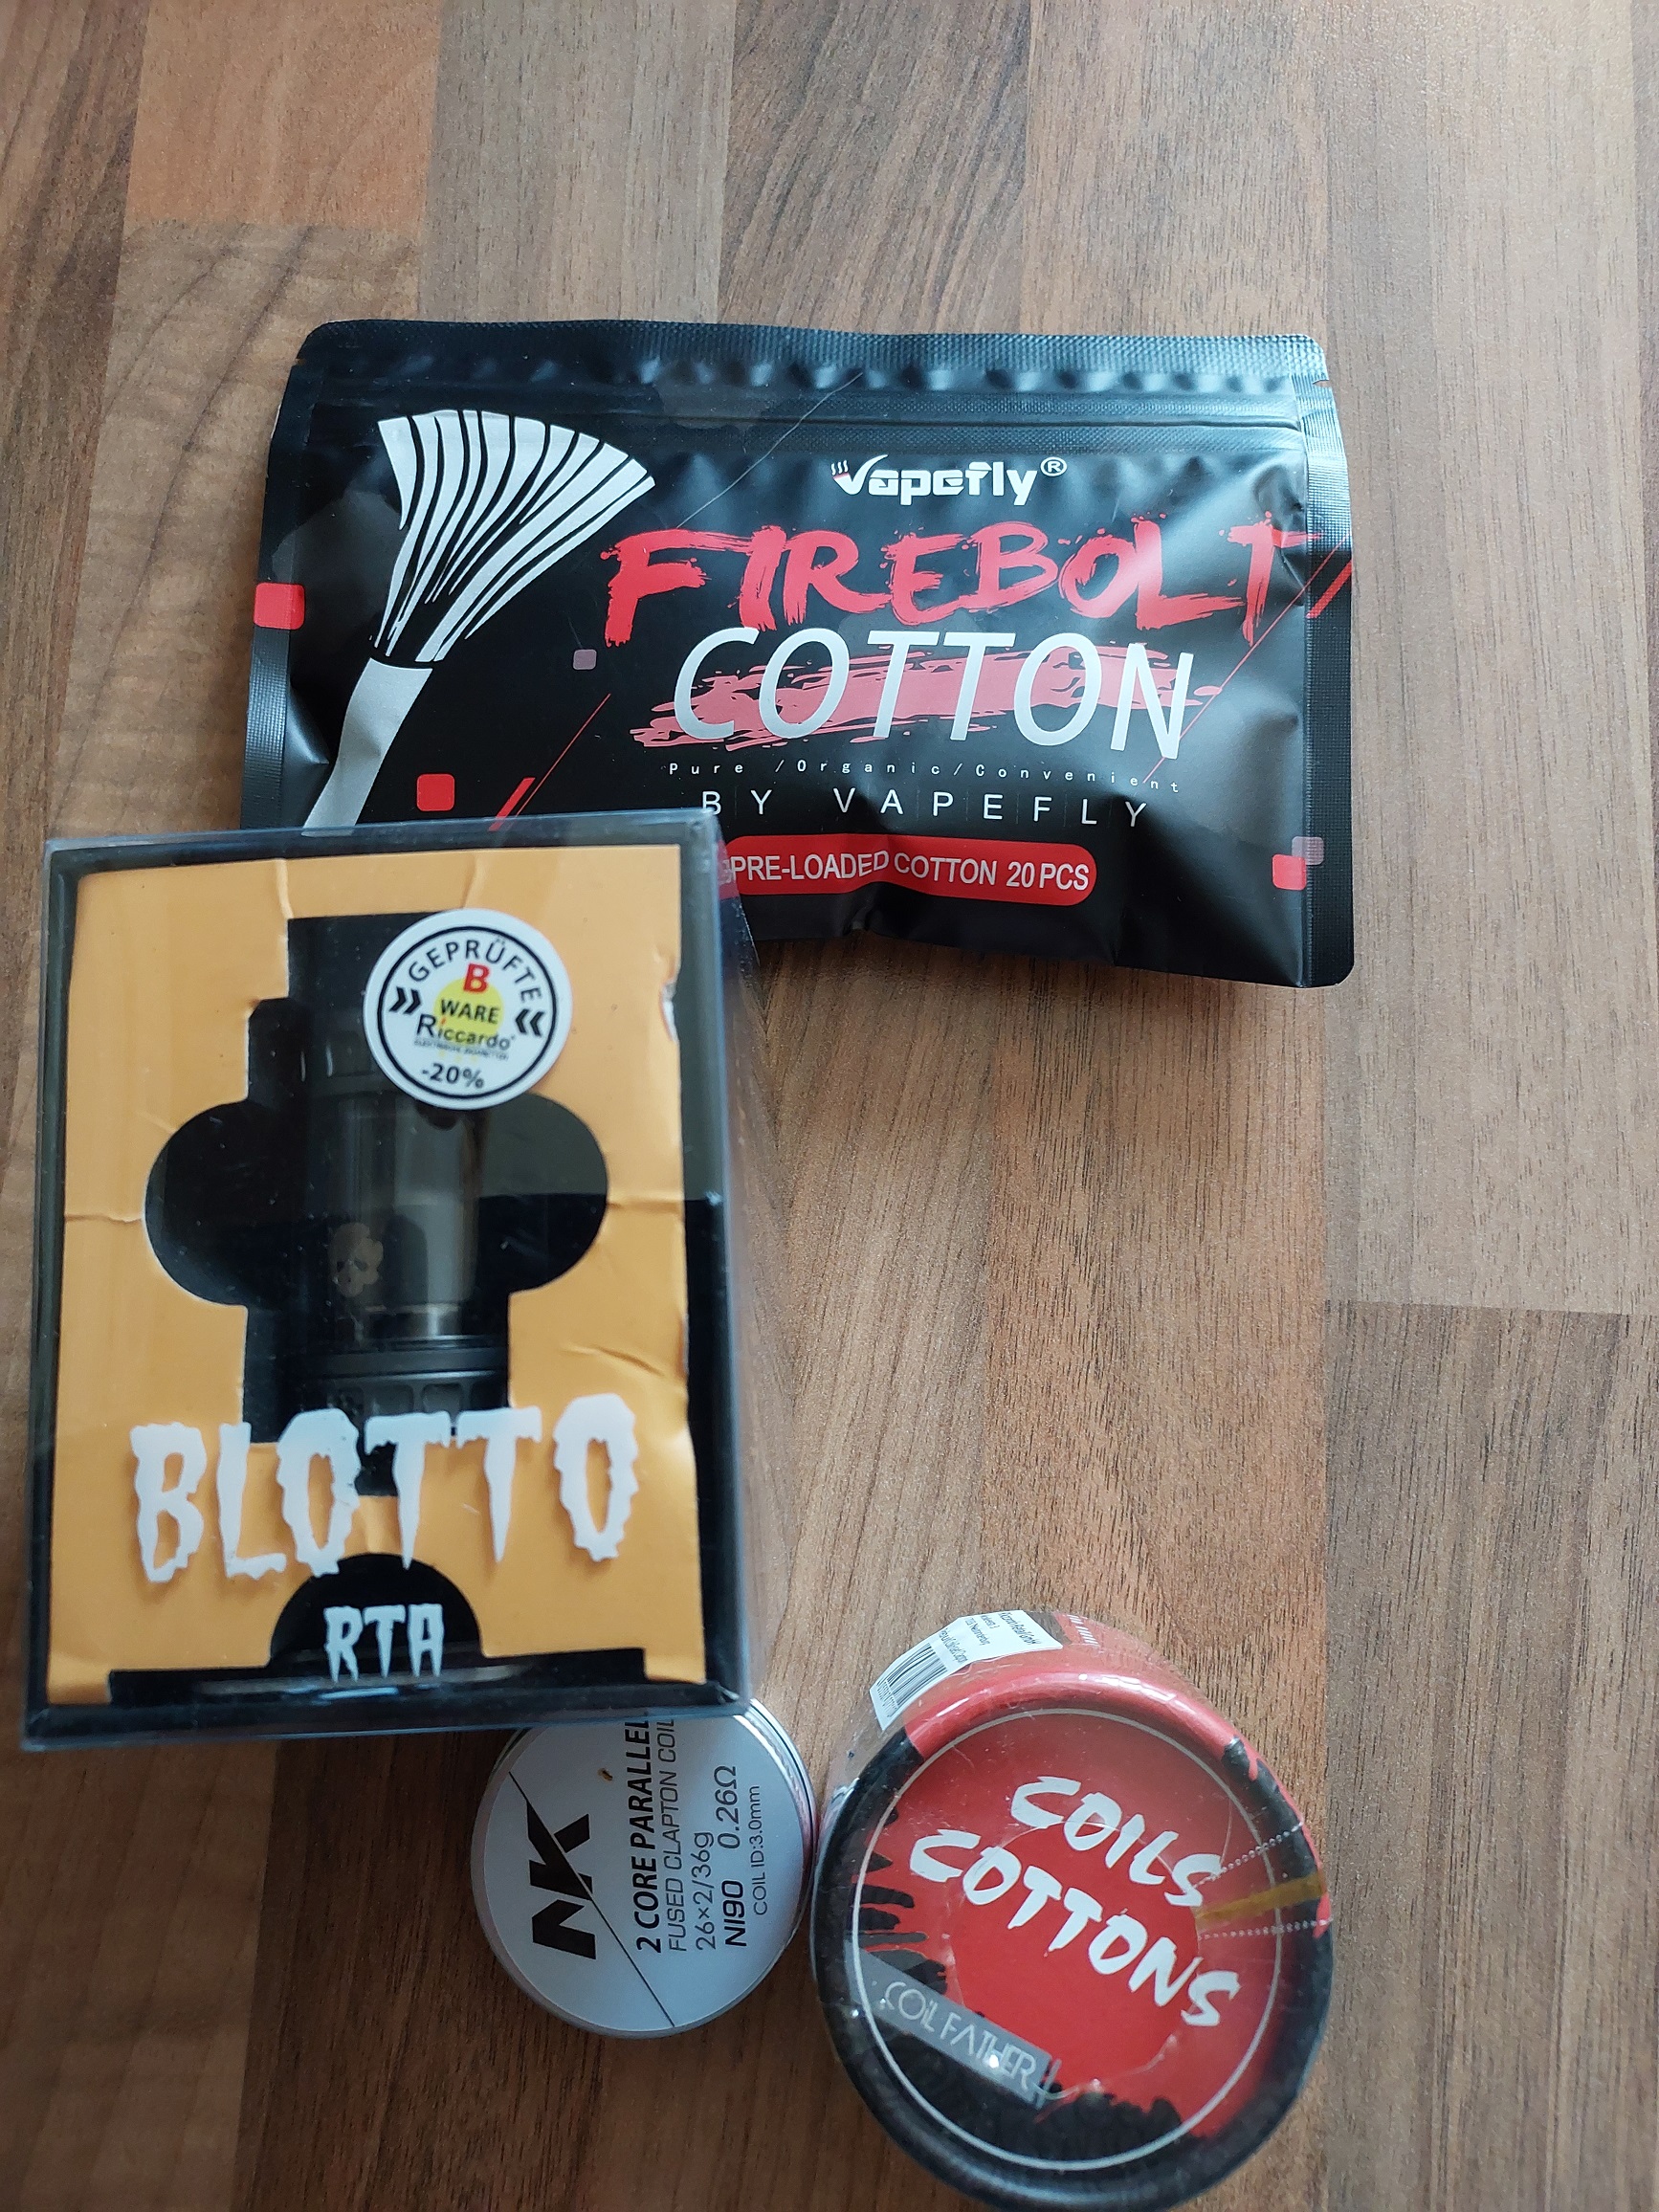 Vapefly®
FIREBOLT
COTTON
Pure /Organic/Convenient
BY VAPEFLY
PRE-LOADED COTTON 20 PCS
GEPRÜFTE
B
WARE
Riccardo
-20%
BLOTTO
RTA
NK
2 CORE PARALLEL
FUSED CLAPTON COIL
26×2/36g
NI90 0.26Ω
COIL ID:3.0mm
COILS
COTTONS
COIL FATHER